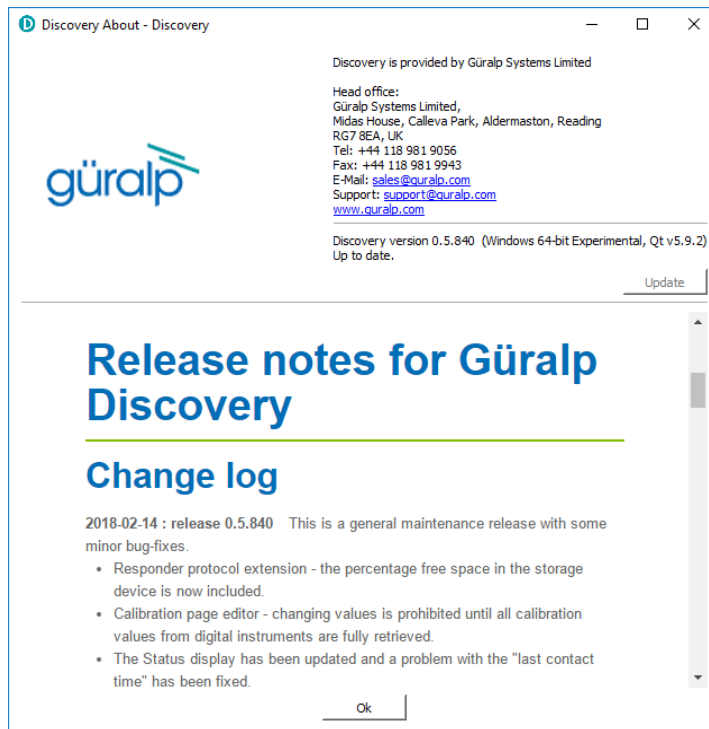 Discovery About - Discovery
güralp
Discovery is provided by Güralp Systems Limited
Head office:
Güralp Systems Limited,
Midas House, Calleva Park, Aldermaston, Reading
RG7 8EA, UK
Tel: +44 118 981 9056
Fax: +44 118 981 9943
E-Mail: sales@guralp.com
Support: support@guralp.com
www.guralp.com
Discovery version 0.5.840  (Windows 64-bit Experimental, Qt v5.9.2)
Up to date.
Update
Release notes for Güralp
Discovery
Change log
2018-02-14 : release 0.5.840    This is a general maintenance release with some
minor bug-fixes.
• Responder protocol extension - the percentage free space in the storage
device is now included.
• Calibration page editor - changing values is prohibited until all calibration
values from digital instruments are fully retrieved.
• The Status display has been updated and a problem with the "last contact
time" has been fixed.
Ok